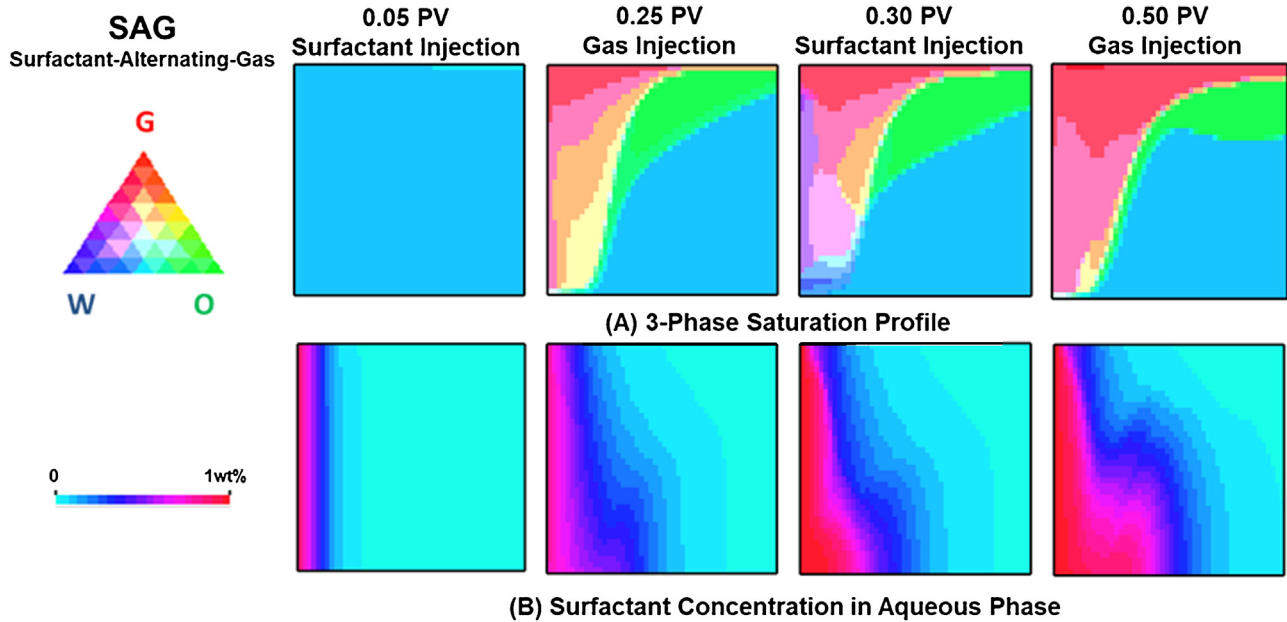 SAG
Surfactant-Alternating-Gas
0.05 PV
Surfactant Injection
0.25 PV
Gas Injection
0.30 PV
Surfactant Injection
0.50 PV
Gas Injection
G
W
O
(A) 3-Phase Saturation Profile
0
1wt%
(B) Surfactant Concentration in Aqueous Phase